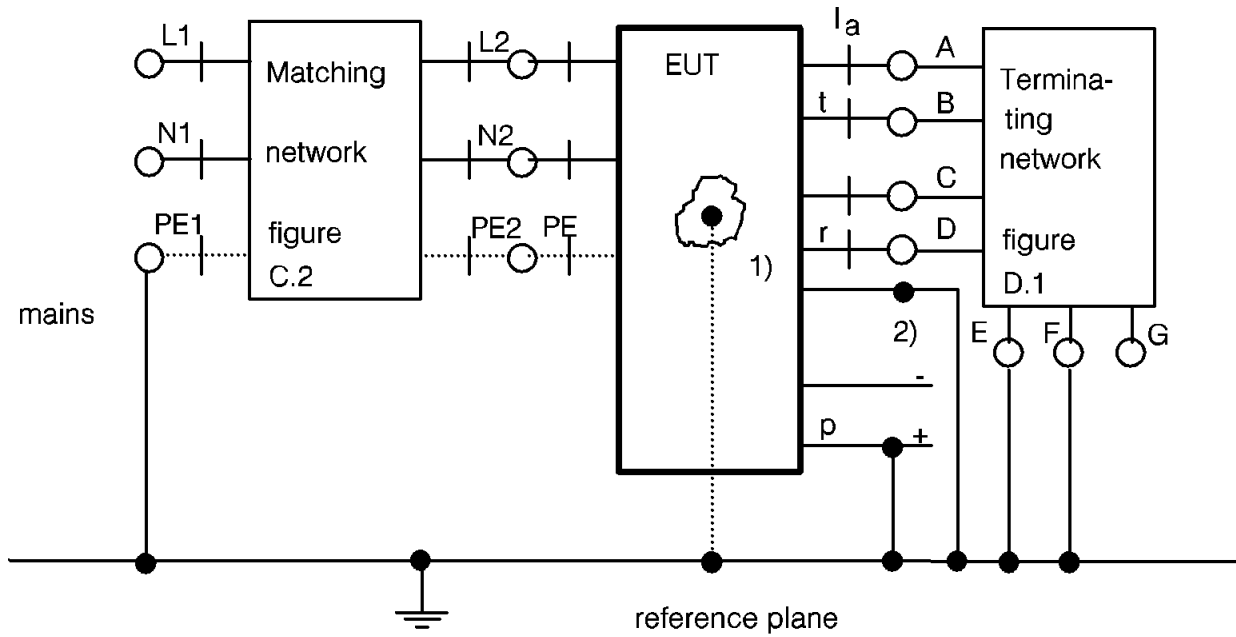 L1
L2
I a
A
Matching
EUT
Termina-
t
B
ting
N1
N2
network
network
C
PE1
PE2 PE
r
D
figure
figure
1)
C.2
D.1
mains
2)
E
F
G
-
p
+
reference plane